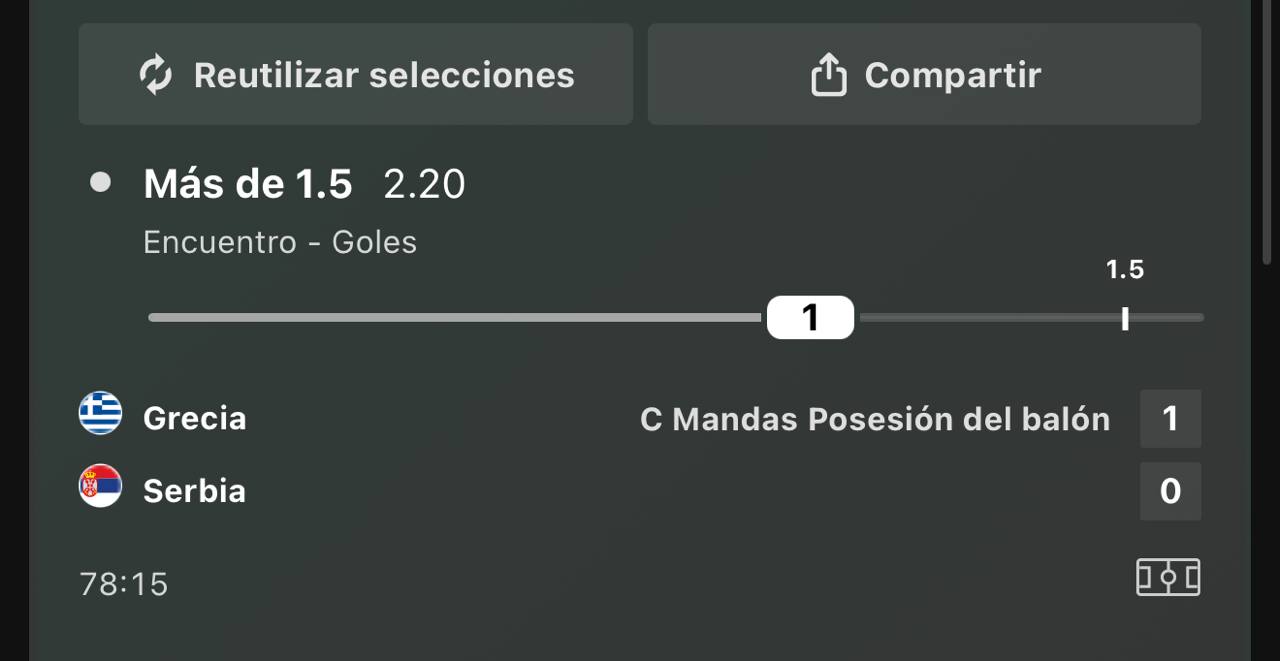 Reutilizar selecciones Compartir
Más de 1.5 2.20
Encuentro - Goles
1.5
1
Grecia C Mandas Posesión del balón 1
Serbia 0
78:15